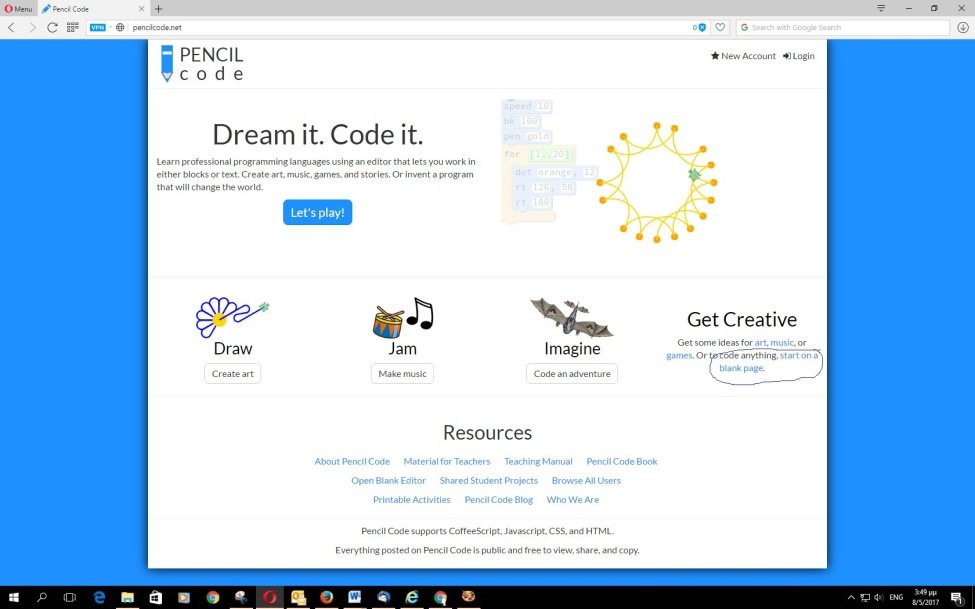 Menu
Pencil Code
VPN
pencilcode.net
0
Search with Google Search
PENCIL
code
New Account
Login
Dream it. Code it.
Learn professional programming languages using an editor that lets you work in
either blocks or text. Create art, music, games, and stories. Or invent a program
that will change the world.
Let's play!
speed 10
bk 100
pen gold
for [1..20]
dot orange, 12
rt 126, 50
rt 180
Draw
Create art
Jam
Make music
Imagine
Code an adventure
Get Creative
Get some ideas for art, music, or
games. Or to code anything, start on a
blank page.
Resources
About Pencil Code Material for Teachers Teaching Manual Pencil Code Book
Open Blank Editor Shared Student Projects Browse All Users
Printable Activities Pencil Code Blog Who We Are
Pencil Code supports CoffeeScript, Javascript, CSS, and HTML.
Everything posted on Pencil Code is public and free to view, share, and copy.
ENG
3:49 μμ
8/5/2017